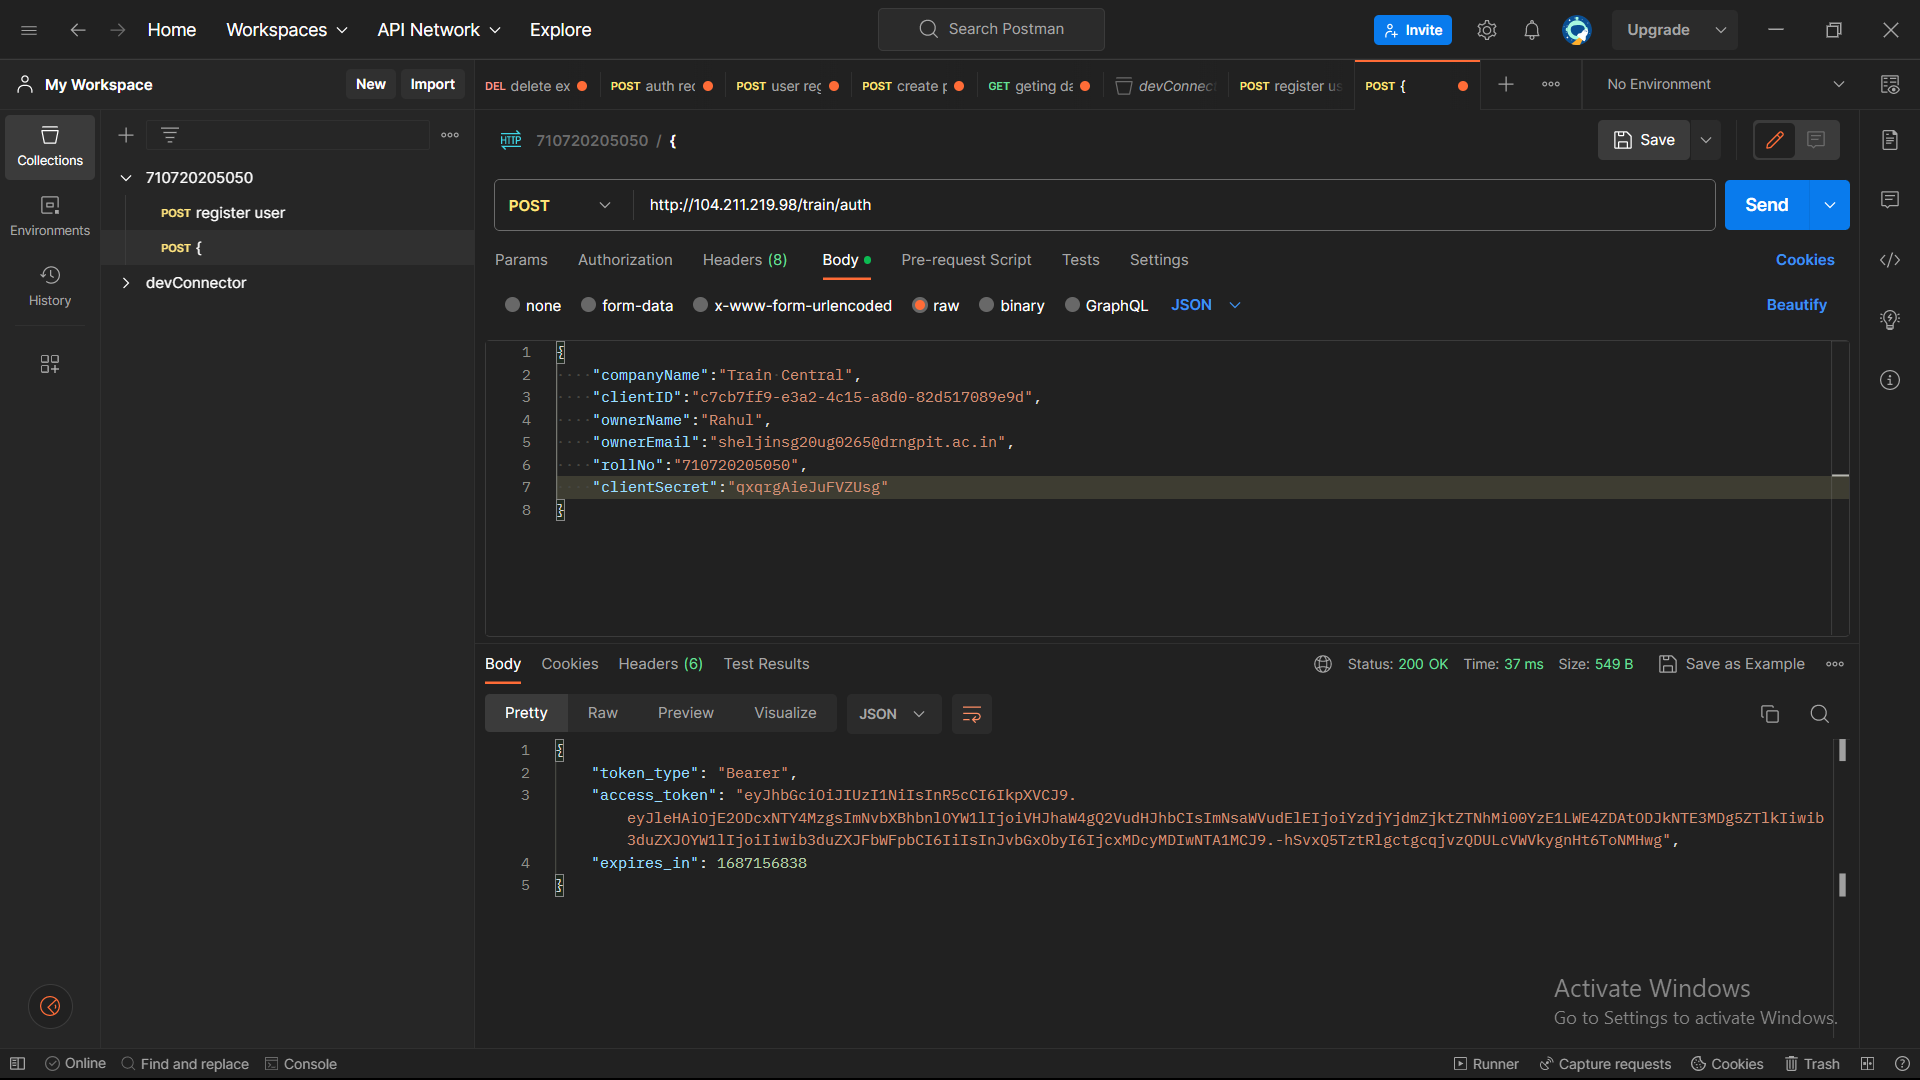 Home Workspaces API Network Explore Search Postman Invite Upgrade
My Workspace New Import
DEL delete ex POST auth rec POST user reg POST create p GET geting da devConnect POST register us POST { No Environment
Collections
Environments
History
710720205050
POST register user
POST {
devConnector
HTTP 710720205050 / { Save
POST http://104.211.219.98/train/auth Send
Params Authorization Headers (8) Body Pre-request Script Tests Settings Cookies
none form-data x-www-form-urlencoded raw binary GraphQL JSON Beautify
1 {
2 "companyName":"Train Central",
3 "clientID":"c7cb7ff9-e3a2-4c15-a8d0-82d517089e9d",
4 "ownerName":"Rahul",
5 "ownerEmail":"sheljinsg20ug0265@drngpit.ac.in",
6 "rollNo":"710720205050",
7 "clientSecret":"qxqrgAieJuFVZUsg"
8 }
Body Cookies Headers (6) Test Results Status: 200 OK Time: 37 ms Size: 549 B Save as Example
Pretty Raw Preview Visualize JSON
1 {
2 "token_type": "Bearer",
3 "access_token": "eyJhbGciOiJIUzI1NiIsInR5cCI6IkpXVCJ9.
eyJleHAiOjE2ODcxNTY4MzgsImNvbXBhbnlOYW1lIjoiVHJhaW4gQ2VudHJhbCIsImNsaWVudElEIjoiYzdjYjdmZjktZTNhMi00YzE1LWE4ZDAtODJkNTE3MDg5ZTlkIiwib
3duZXJOYW1lIjoiIiwib3duZXJFbWFpbCI6IiIsInJvbGxObyI6IjcxMDcyMDIwNTA1MCJ9.-hSvxQ5TztRlgctgcqjvzQDULcVWVkygnHt6ToNMHwg",
4 "expires_in": 1687156838
5 }
Activate Windows
Go to Settings to activate Windows.
Online Find and replace Console Runner Capture requests Cookies Trash